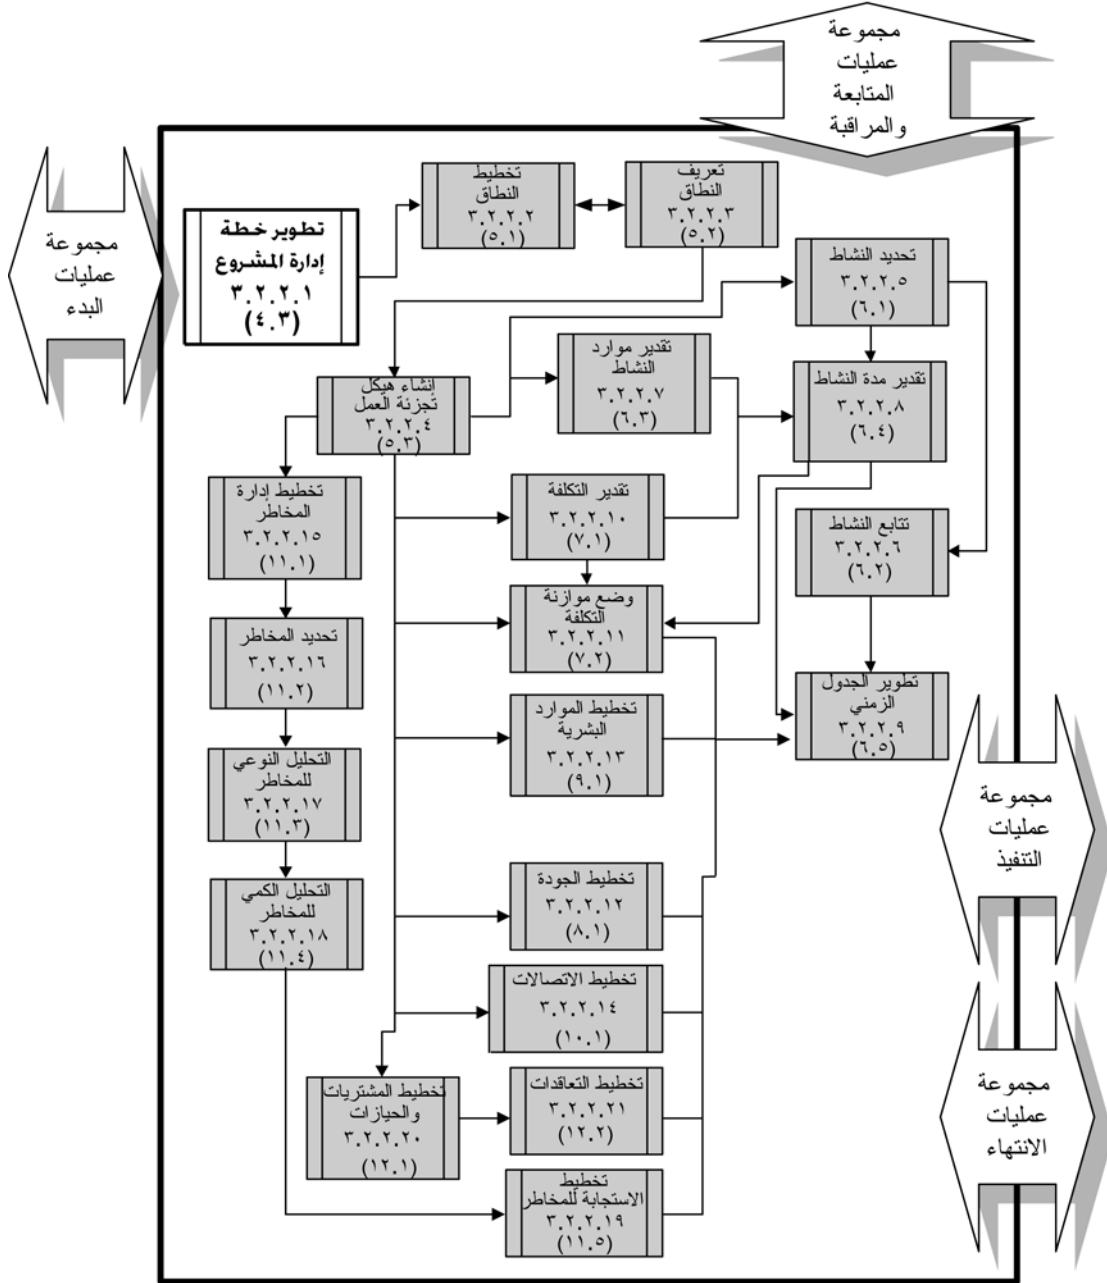 مجموعة
عمليات
المتابعة
والمراقبة
مجموعة
عمليات
البدء
تطوير خطة
إدارة المشروع
٣.٢.٢.١
(٤.٣)
تخطيط
النطاق
٣.٢.٢.٢
(٥.١)
تعريف
النطاق
٣.٢.٢.٣
(٥.٢)
تحديد النشاط
٣.٢.٢.٥
(٦.١)
تقدير موارد
النشاط
٣.٢.٢.٧
(٦.٣)
تقدير مدة النشاط
٣.٢.٢.٨
(٦.٤)
إنشاء هيكل
تجزئة العمل
٣.٢.٢.٤
(٥.٣)
تخطيط إدارة
المخاطر
٣.٢.٢.١٥
(١١.١)
تقدير التكلفة
٣.٢.٢.١٠
(٧.١)
تتابع النشاط
٣.٢.٢.٦
(٦.٢)
وضع موازنة
التكلفة
٣.٢.٢.١١
(٧.٢)
تحديد المخاطر
٣.٢.٢.١٦
(١١.٢)
تطوير الجدول
الزمني
٣.٢.٢.٩
(٦.٥)
تخطيط الموارد
البشرية
٣.٢.٢.١٣
(٩.١)
التحليل النوعي
للمخاطر
٣.٢.٢.١٧
(١١.٣)
مجموعة
عمليات
التنفيذ
تخطيط الجودة
٣.٢.٢.١٢
(٨.١)
التحليل الكمي
للمخاطر
٣.٢.٢.١٨
(١١.٤)
تخطيط الاتصالات
٣.٢.٢.١٤
(١٠.١)
تخطيط التعاقدات
٣.٢.٢.٢١
(١٢.٢)
تخطيط المشتريات
والحيازات
٣.٢.٢.٢٠
(١٢.١)
مجموعة
عمليات
الانتهاء
تخطيط
الاستجابة للمخاطر
٣.٢.٢.١٩
(١١.٥)